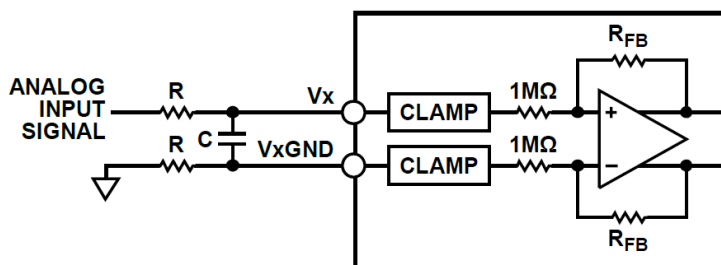 R_FB
ANALOG
INPUT
SIGNAL
R
Vx
CLAMP
1MΩ
+
R
C
VxGND
CLAMP
1MΩ
−
R_FB